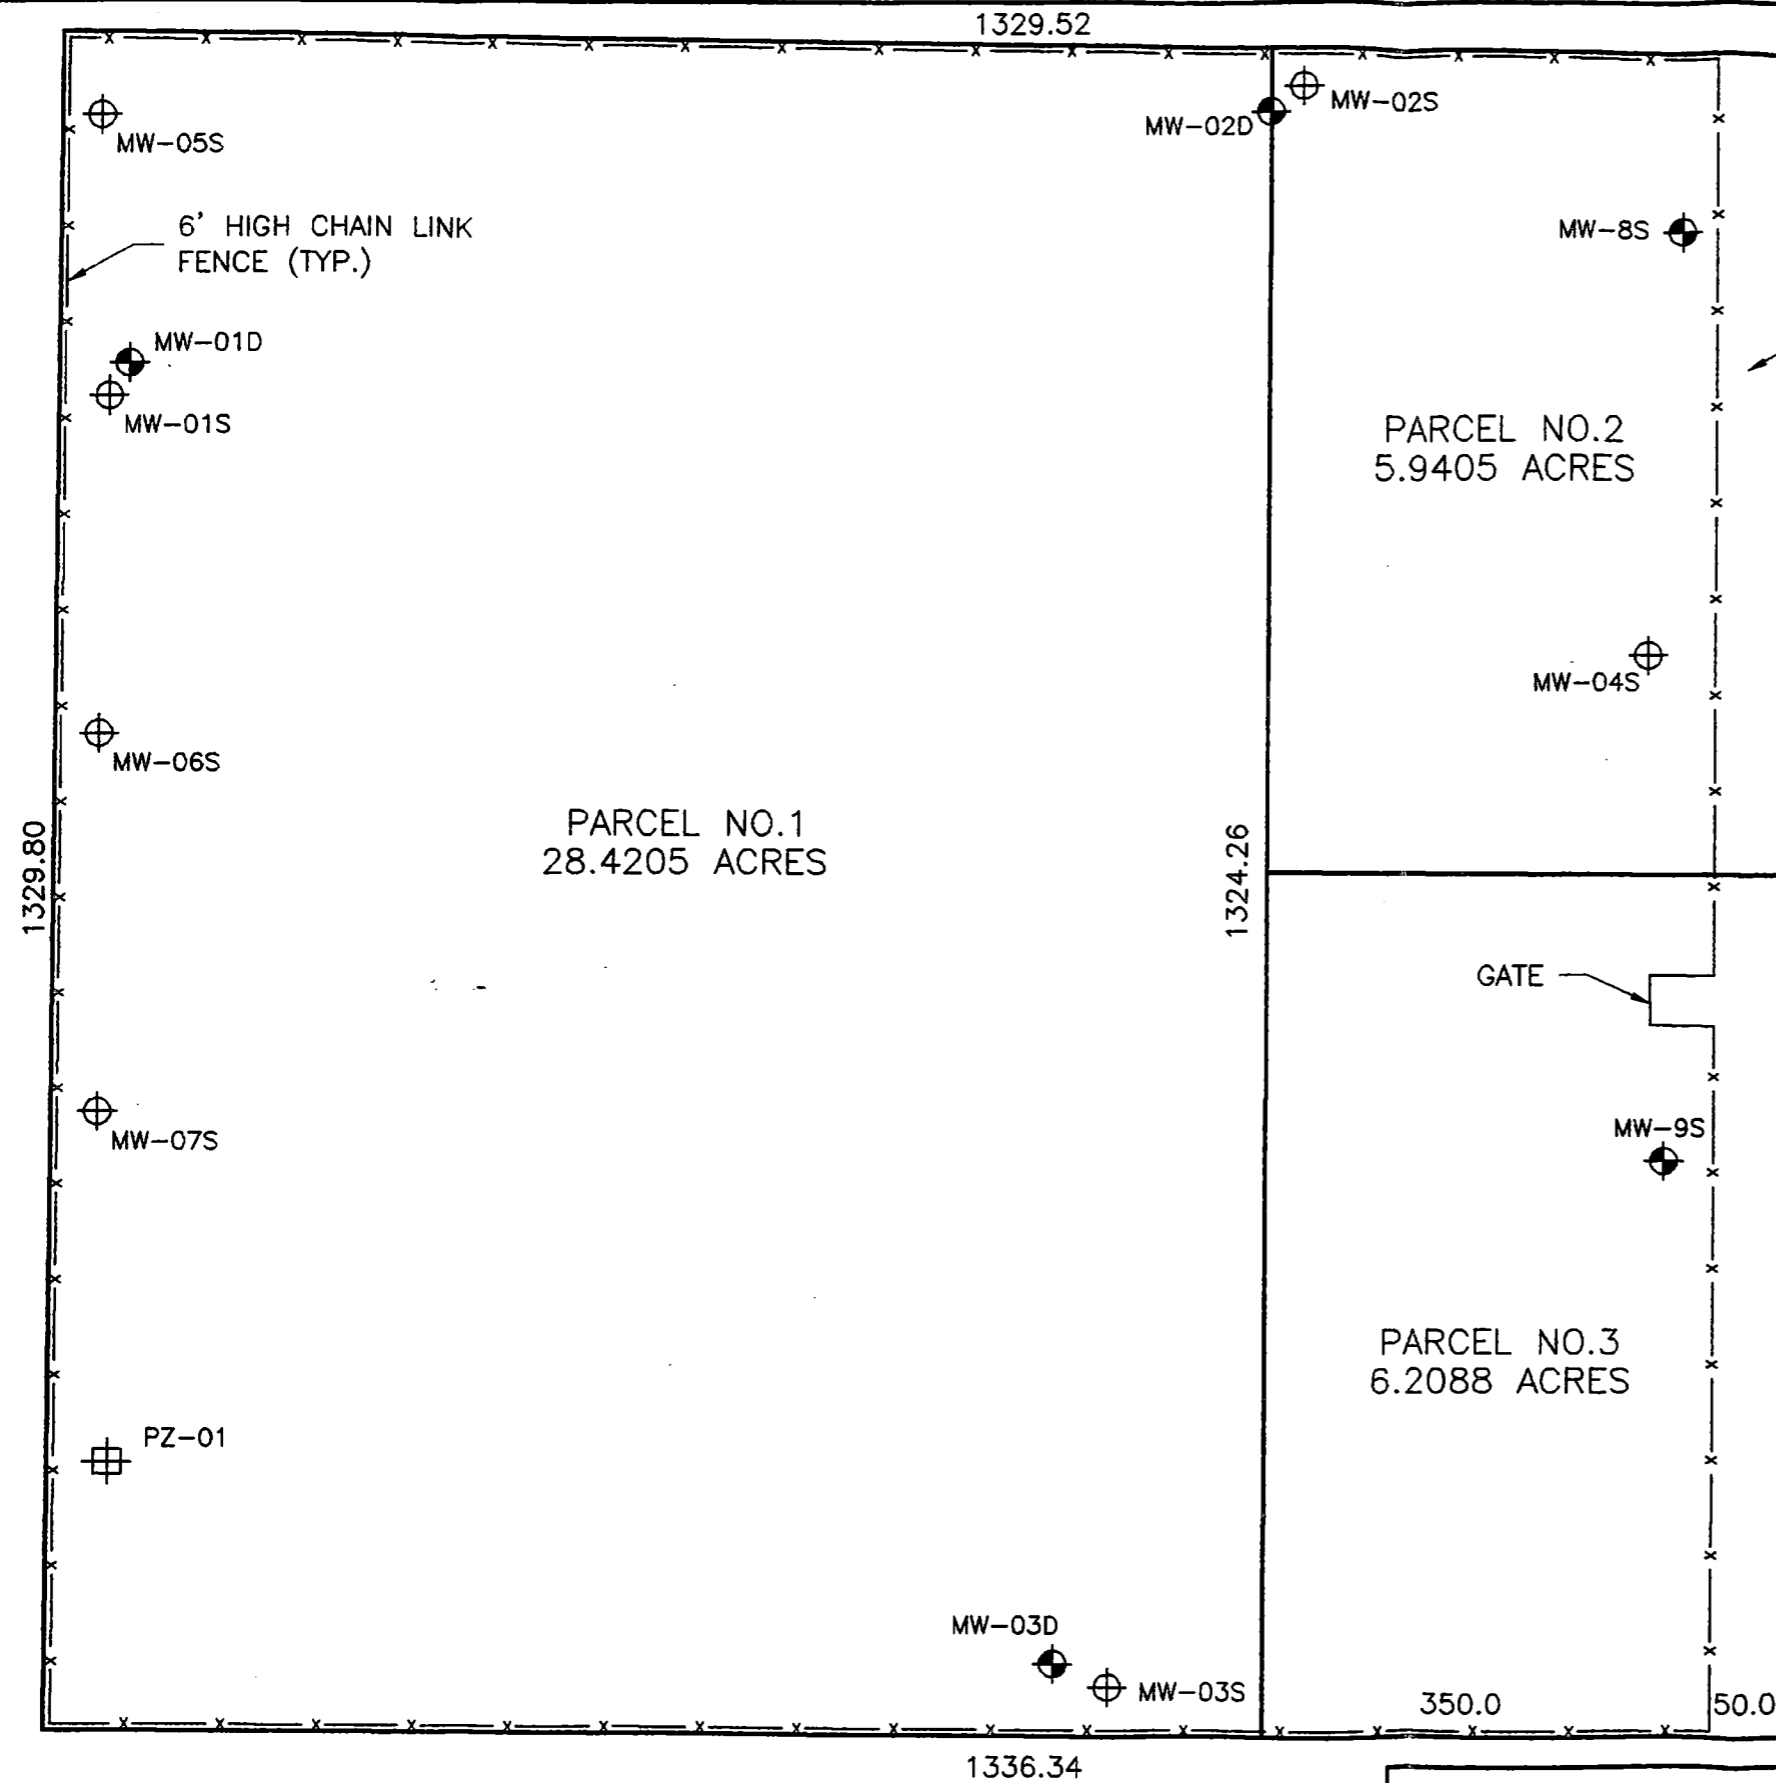 1329.52
MW-05S
MW-02S
MW-02D
6' HIGH CHAIN LINK
FENCE (TYP.)
MW-8S
MW-01D
MW-01S
PARCEL NO.2
5.9405 ACRES
MW-04S
MW-06S
PARCEL NO.1
28.4205 ACRES
1329.80
1324.26
GATE
MW-07S
MW-9S
PARCEL NO.3
6.2088 ACRES
PZ-01
MW-03D
MW-03S
350.0
50.0
1336.34